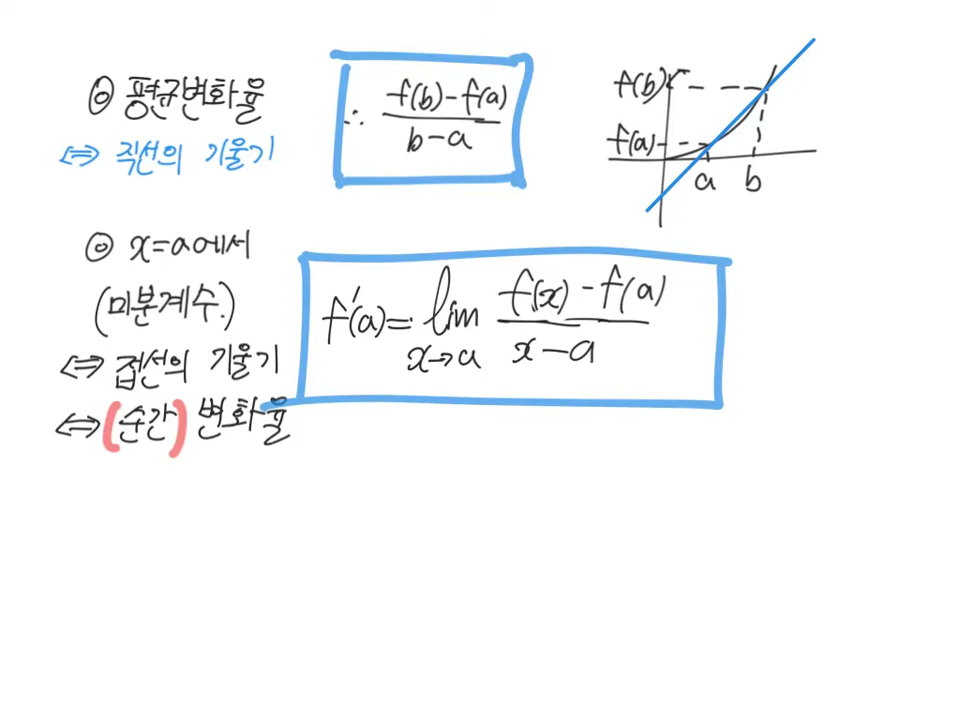 ⊙ 평균변화율
⇔ 직선의 기울기
∴ f(b)-f(a) / b-a
f(b)
f(a)
a b
⊙ x=a에서
(미분계수.)
⇔ 접선의 기울기
⇔ (순간) 변화율
f'(a)=lim x→a f(x)-f(a) / x-a